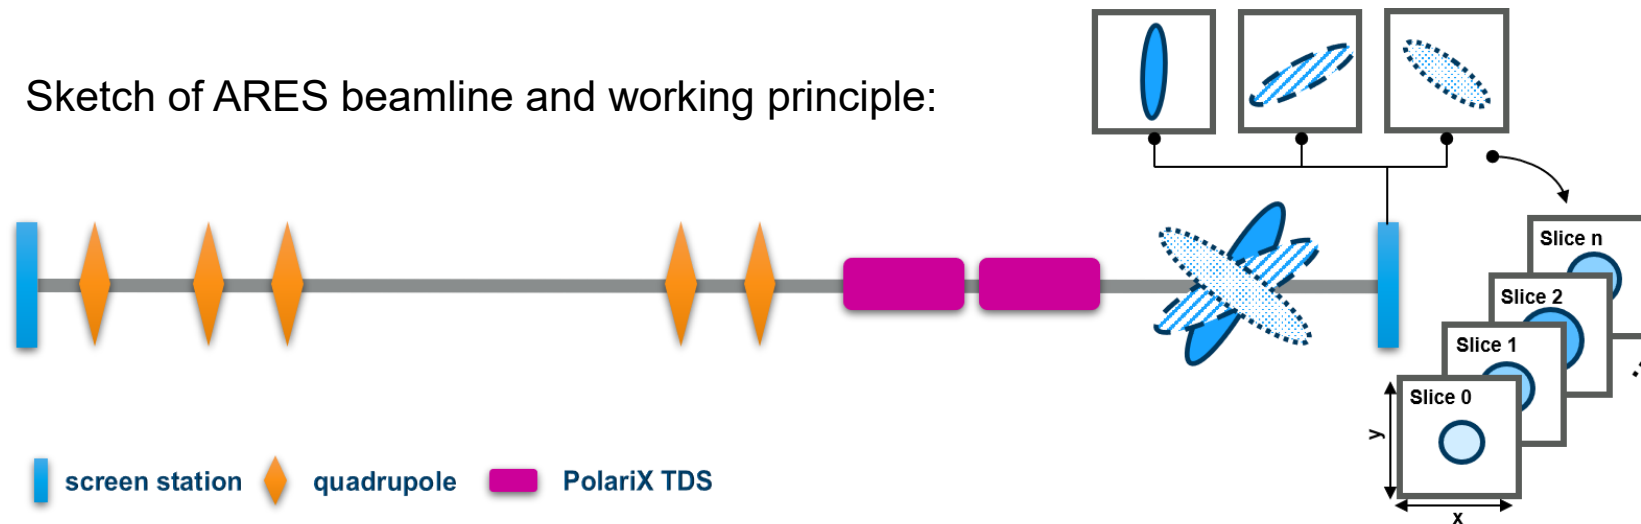 Sketch of ARES beamline and working principle:
Slice n
Slice 2
Slice 1
Slice 0
y
x
screen station
quadrupole
PolariX TDS